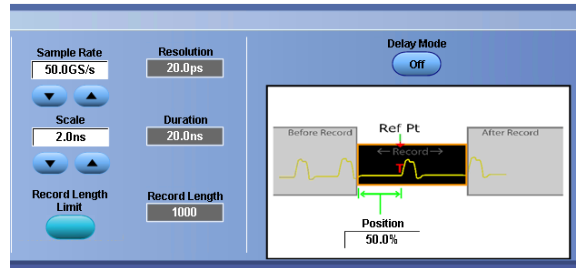 Sample Rate
50.0GS/s
Scale
2.0ns
Record Length
Limit
Resolution
20.0ps
Duration
20.0ns
Record Length
1000
Delay Mode
Off
Before Record
Ref Pt
After Record
←Record→
T
Position
50.0%